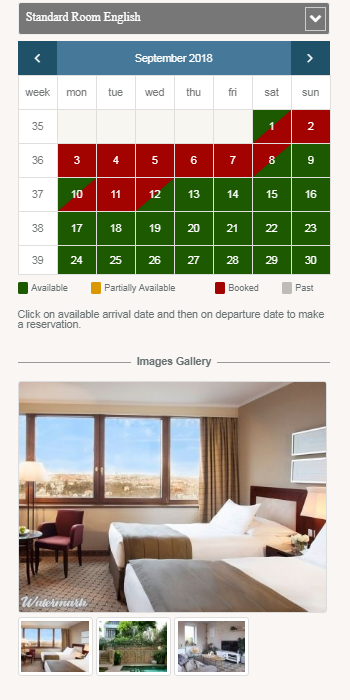 Standard Room English
September 2018
week mon tue wed thu fri sat sun
35 1 2
36 3 4 5 6 7 8 9
37 10 11 12 13 14 15 16
38 17 18 19 20 21 22 23
39 24 25 26 27 28 29 30
Available Partially Available Booked Past
Click on available arrival date and then on departure date to make
a reservation.
Images Gallery
Watermark